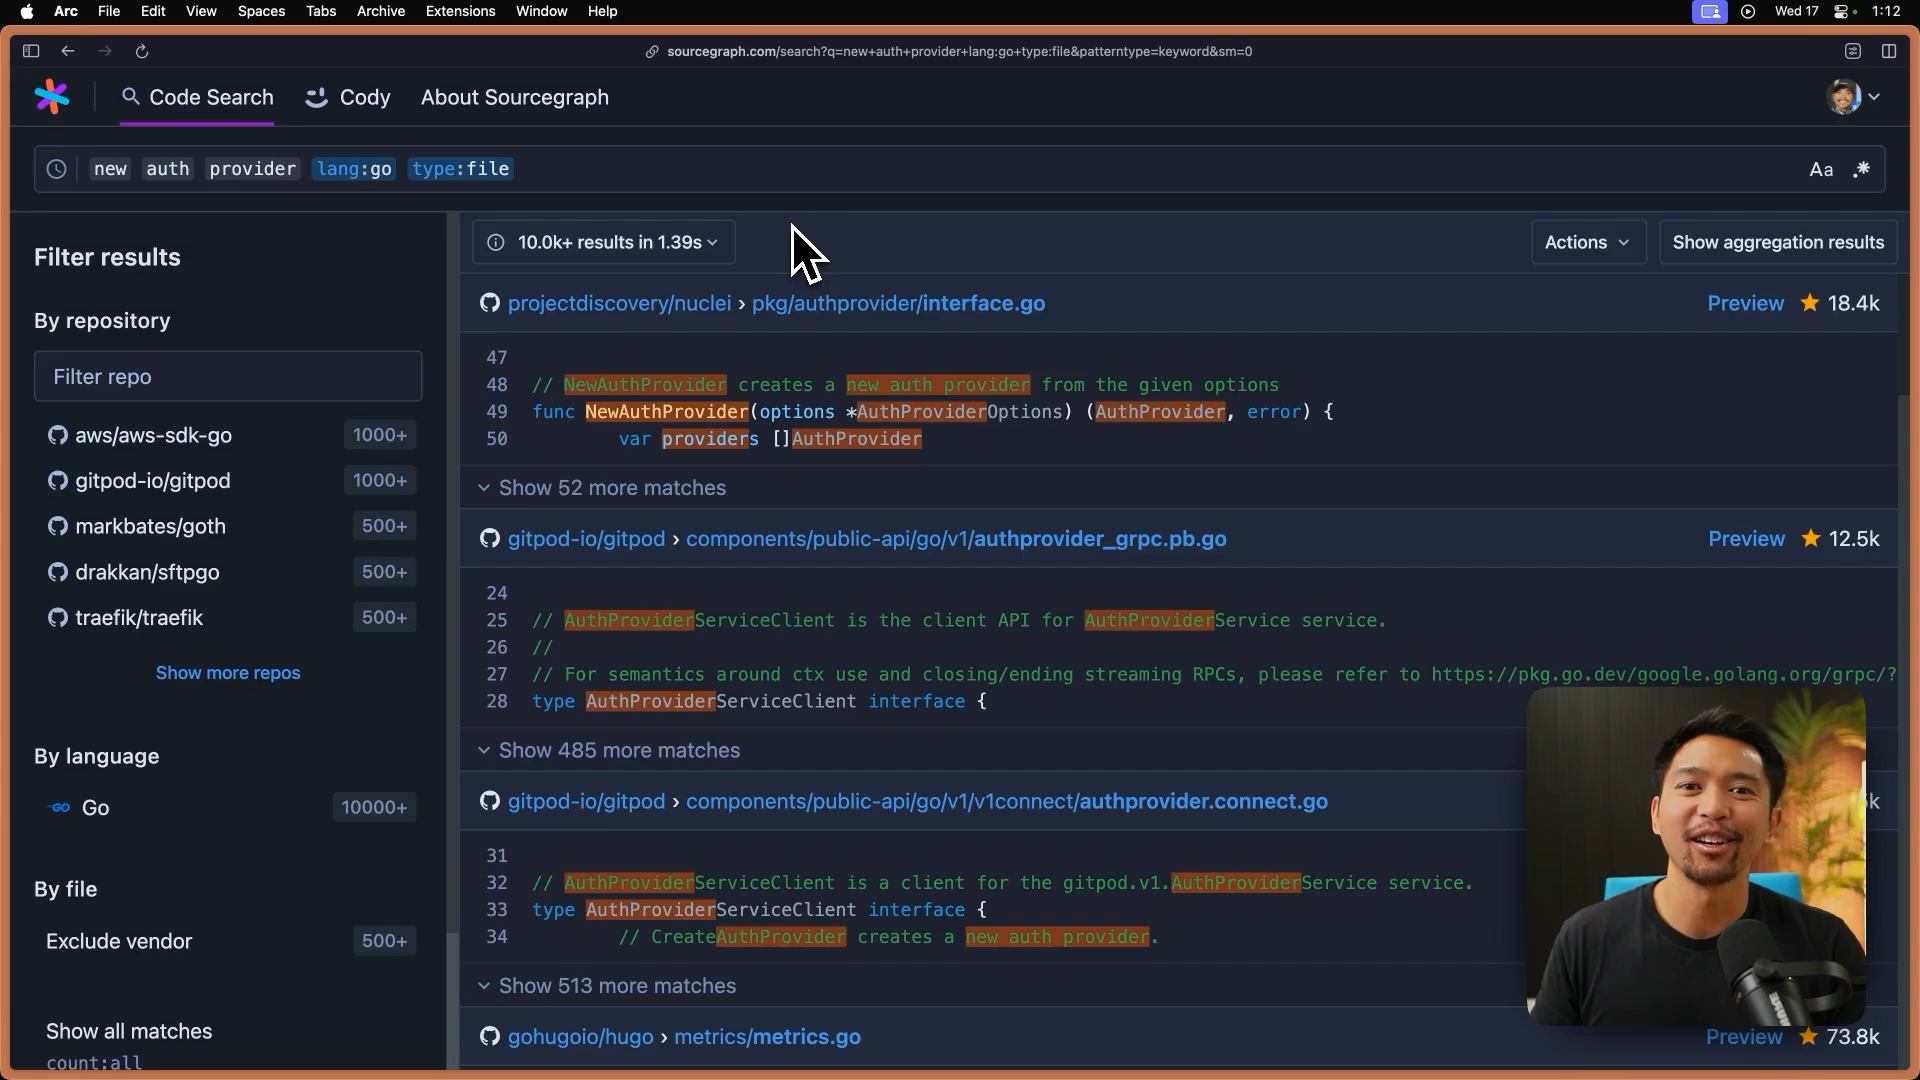 Arc File Edit View Spaces Tabs Archive Extensions Window Help Wed 17 1:12
sourcegraph.com/search?q=new+auth+provider+lang:go+type:file&patterntype=keyword&sm=0
Code Search Cody About Sourcegraph
new auth provider lang:go type:file Aa .*
Filter results
By repository
Filter repo
aws/aws-sdk-go 1000+
gitpod-io/gitpod 1000+
markbates/goth 500+
drakkan/sftpgo 500+
traefik/traefik 500+
Show more repos
By language
GO Go 10000+
By file
Exclude vendor 500+
Show all matches
count:all
10.0k+ results in 1.39s Actions Show aggregation results
projectdiscovery/nuclei › pkg/authprovider/interface.go Preview 18.4k
47
48 // NewAuthProvider creates a new auth provider from the given options
49 func NewAuthProvider(options *AuthProviderOptions) (AuthProvider, error) {
50 var providers []AuthProvider
Show 52 more matches
gitpod-io/gitpod › components/public-api/go/v1/authprovider_grpc.pb.go Preview 12.5k
24
25 // AuthProviderServiceClient is the client API for AuthProviderService service.
26 //
27 // For semantics around ctx use and closing/ending streaming RPCs, please refer to https://pkg.go.dev/google.golang.org/grpc/?
28 type AuthProviderServiceClient interface {
Show 485 more matches
gitpod-io/gitpod › components/public-api/go/v1/v1connect/authprovider.connect.go
31
32 // AuthProviderServiceClient is a client for the gitpod.v1.AuthProviderService service.
33 type AuthProviderServiceClient interface {
34 // CreateAuthProvider creates a new auth provider.
Show 513 more matches
gohugoio/hugo › metrics/metrics.go Preview 73.8k